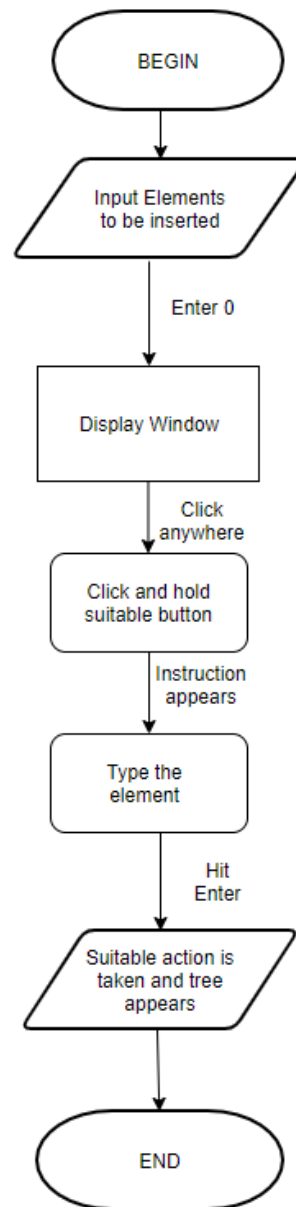 BEGIN
Input Elements
to be inserted
Enter 0
Display Window
Click
anywhere
Click and hold
suitable button
Instruction
appears
Type the
element
Hit
Enter
Suitable action is
taken and tree
appears
END